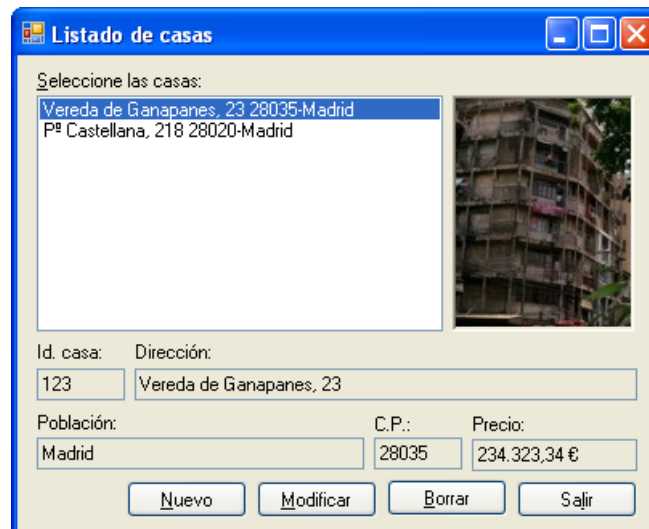 Listado de casas
Seleccione las casas:
Vereda de Ganapanes, 23 28035-Madrid
Pª Castellana, 218 28020-Madrid
Id. casa: Dirección:
123 Vereda de Ganapanes, 23
Población: C.P.: Precio:
Madrid 28035 234.323,34 €
Nuevo Modificar Borrar Salir